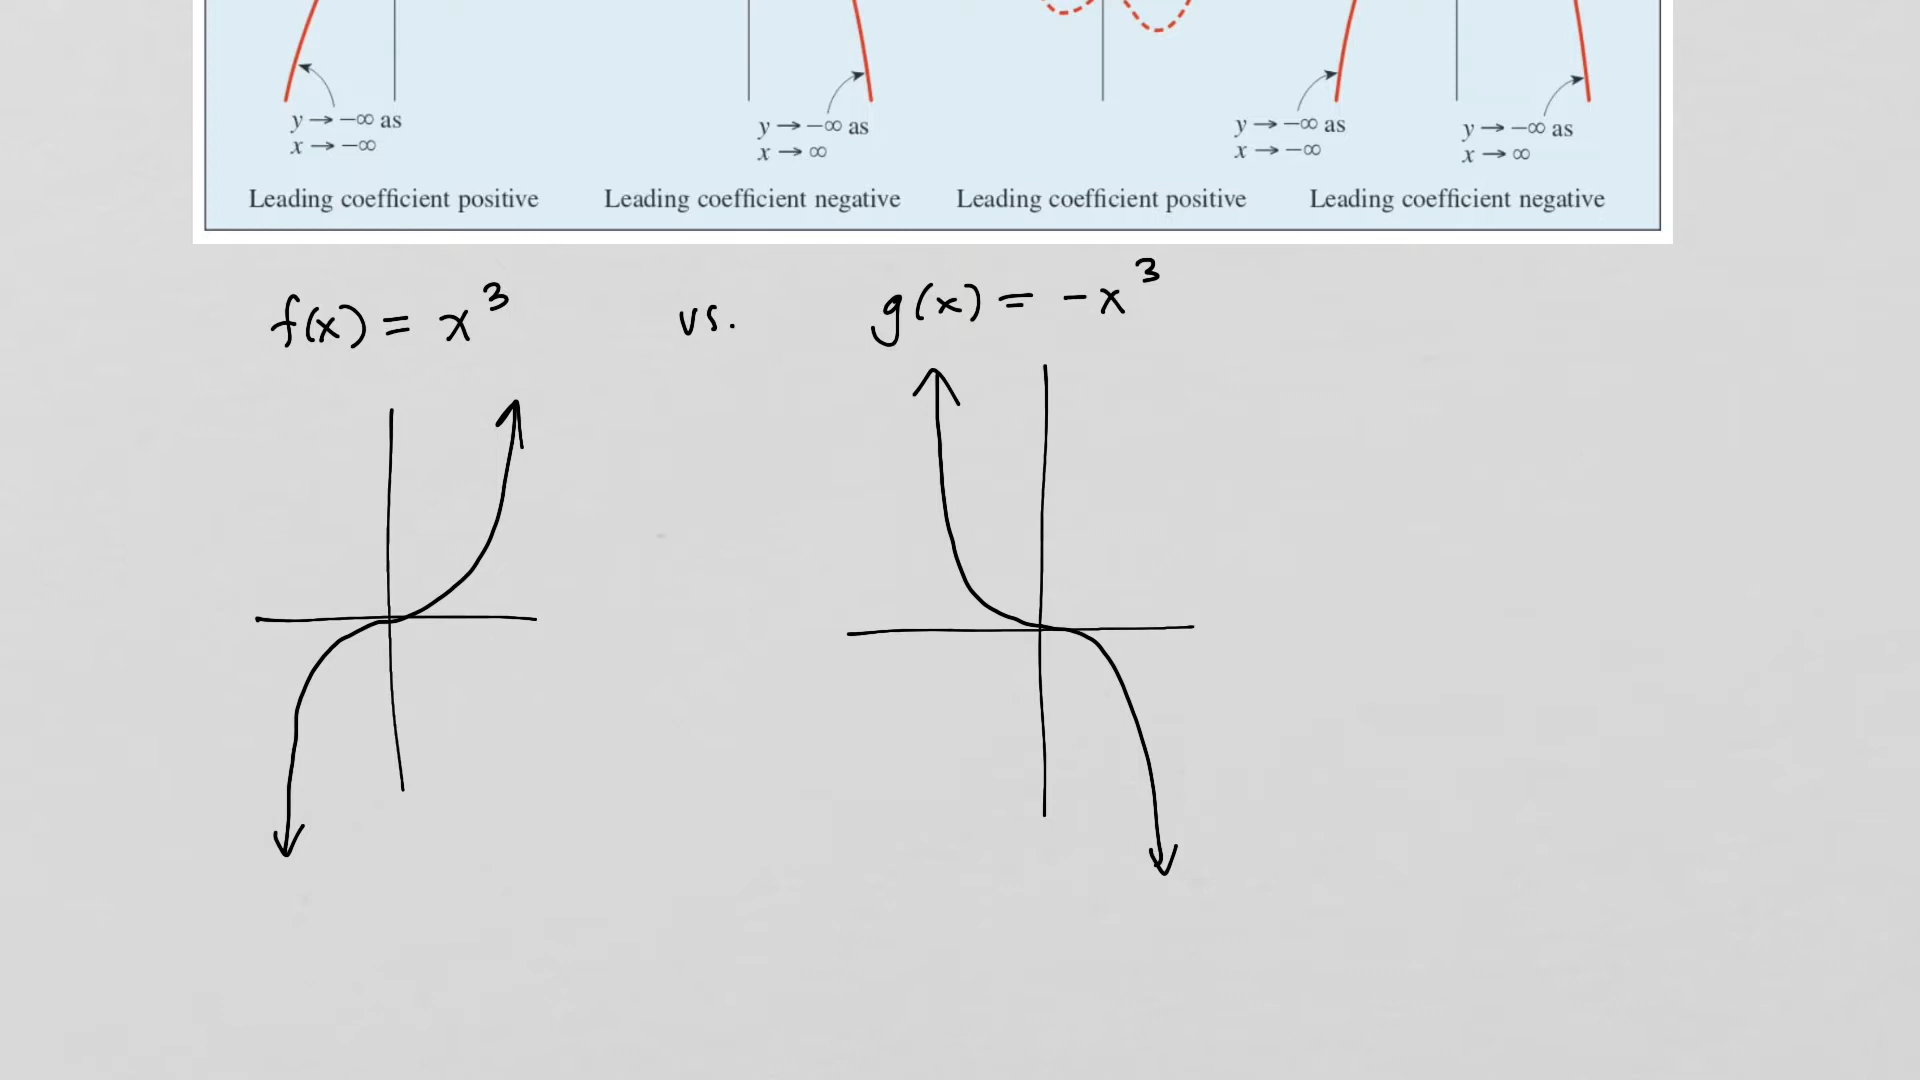 y → −∞ as
x → −∞
y → −∞ as
x → ∞
y → −∞ as
x → −∞
y → −∞ as
x → ∞
Leading coefficient positive
Leading coefficient negative
Leading coefficient positive
Leading coefficient negative
f(x) = x³ vs. g(x) = -x³